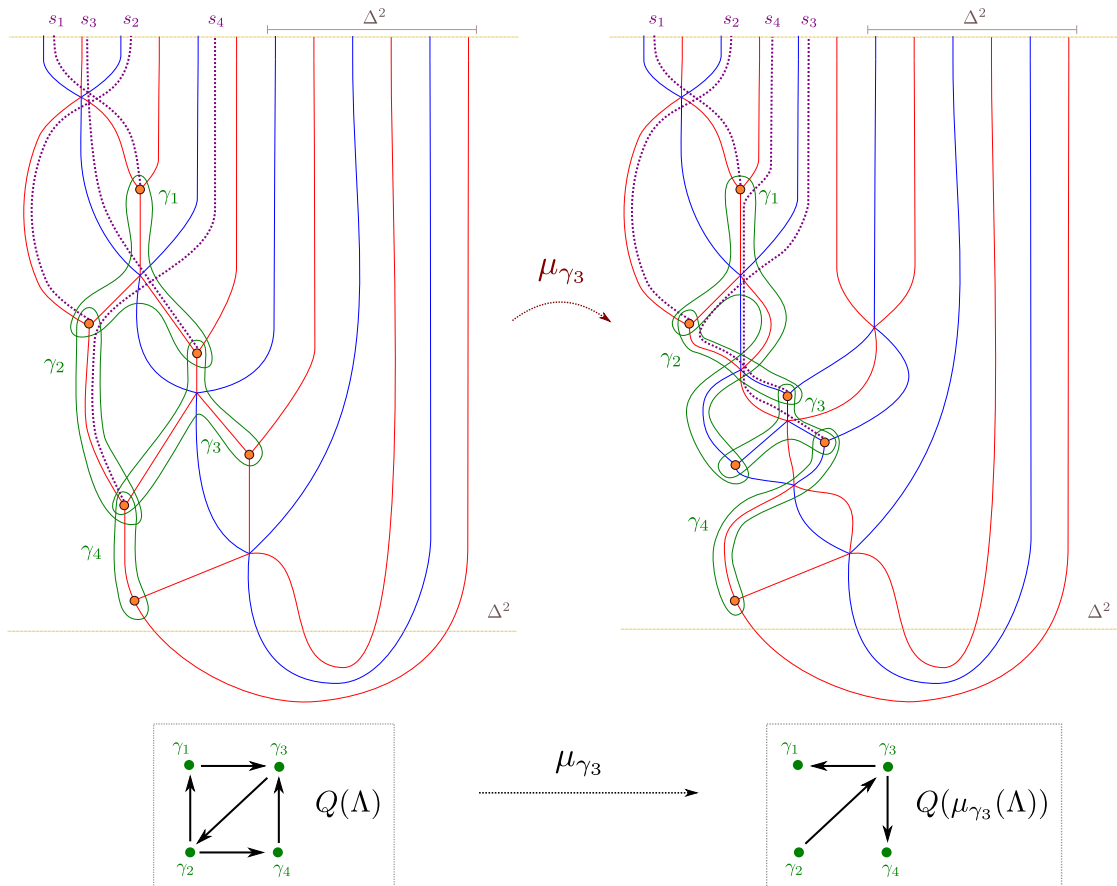 s₁ s₃ s₂ s₄ Δ² s₁ s₂ s₄ s₃ Δ²
γ₁ γ₁
μγ₃
γ₂ γ₂
γ₃ γ₃
γ₄ γ₄
Δ² Δ²
γ₁ γ₃ γ₁ γ₃
μγ₃
Q(Λ) Q(μγ₃(Λ))
γ₂ γ₄ γ₂ γ₄